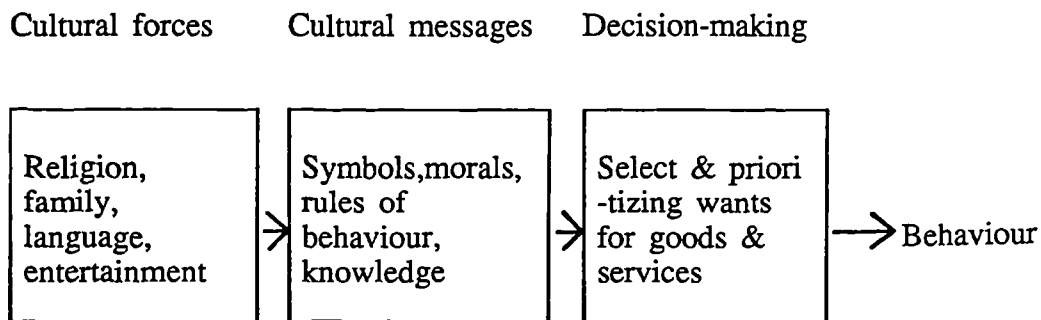 Cultural forces
Cultural messages
Decision-making
Religion,
family,
language,
entertainment
Symbols,morals,
rules of
behaviour,
knowledge
Select & priori
-tizing wants
for goods &
services
Behaviour